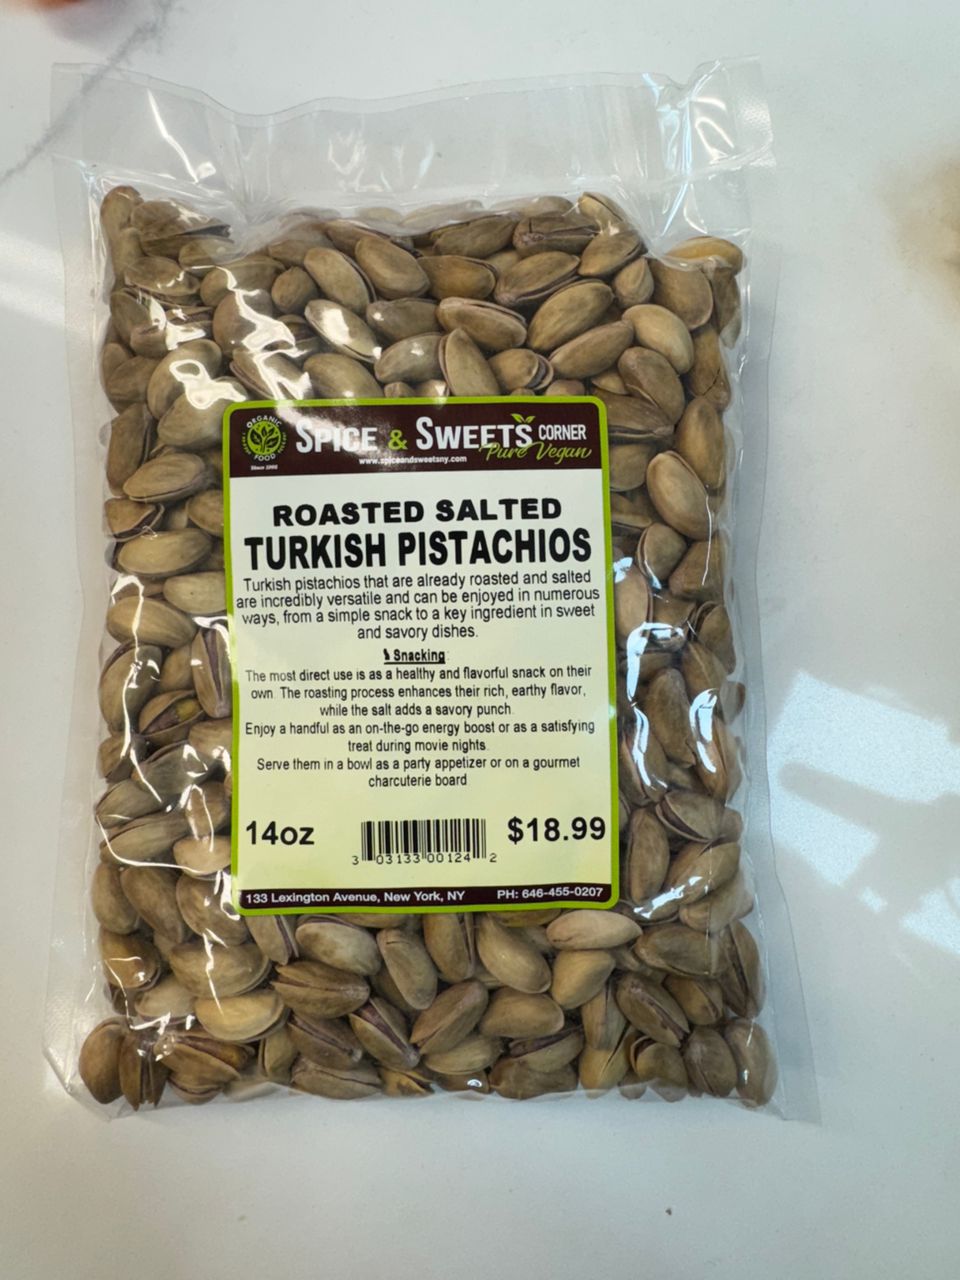 ORGANIC
FOOD
Since 1995
SPICE & SWEETS CORNER
Pure Vegan
www.spiceandsweetsny.com
ROASTED SALTED
TURKISH PISTACHIOS
Turkish pistachios that are already roasted and salted
are incredibly versatile and can be enjoyed in numerous
ways, from a simple snack to a key ingredient in sweet
and savory dishes.
Snacking:
The most direct use is as a healthy and flavorful snack on their
own. The roasting process enhances their rich, earthy flavor,
while the salt adds a savory punch.
Enjoy a handful as an on-the-go energy boost or as a satisfying
treat during movie nights.
Serve them in a bowl as a party appetizer or on a gourmet
charcuterie board.
14oz
3 03133 00124 2
$18.99
133 Lexington Avenue, New York, NY PH: 646-455-0207